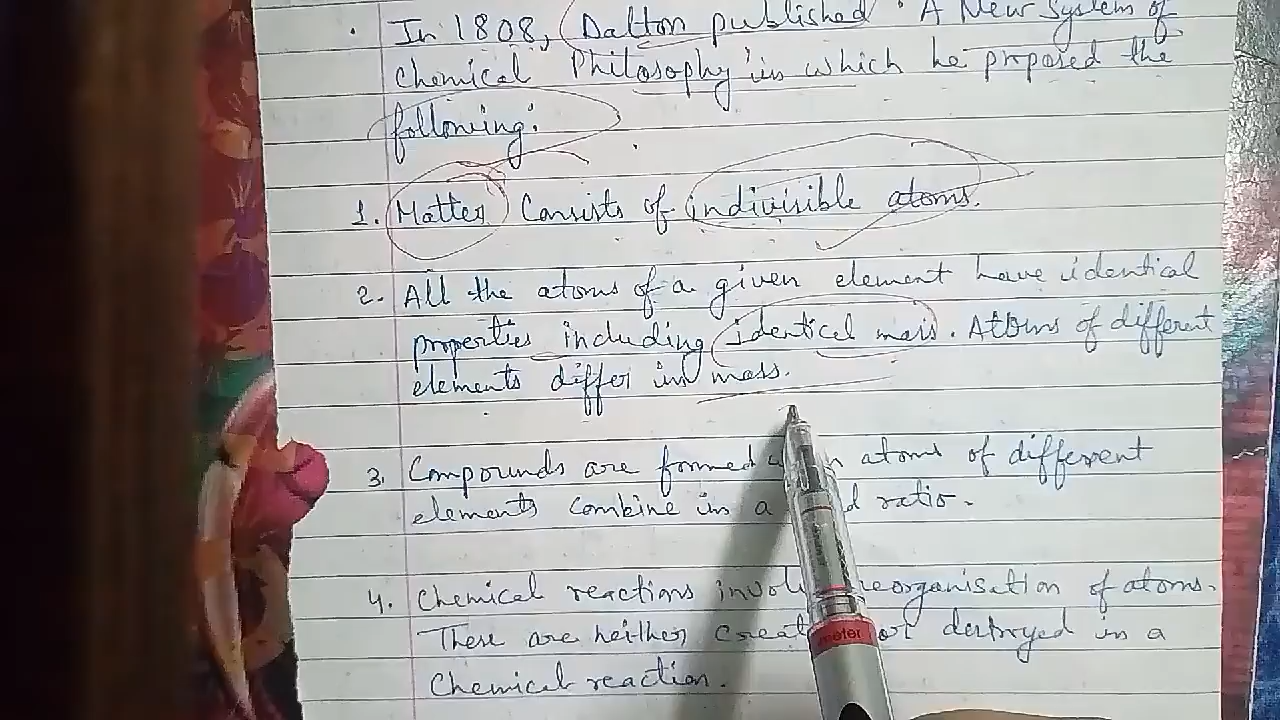 In 1808, Dalton published 'A New System of
Chemical Philosophy' in which he proposed the
following:
1. Matter Consists of indivisible atoms.
2. All the atoms of a given element have identical
properties including identical mass. Atoms of different
elements differ in mass.
3. Compounds are formed atoms of different
elements combine in a ratio.
4. Chemical reactions reorganisation of atoms.
These are neither destroyed in a
Chemical reaction.
meter